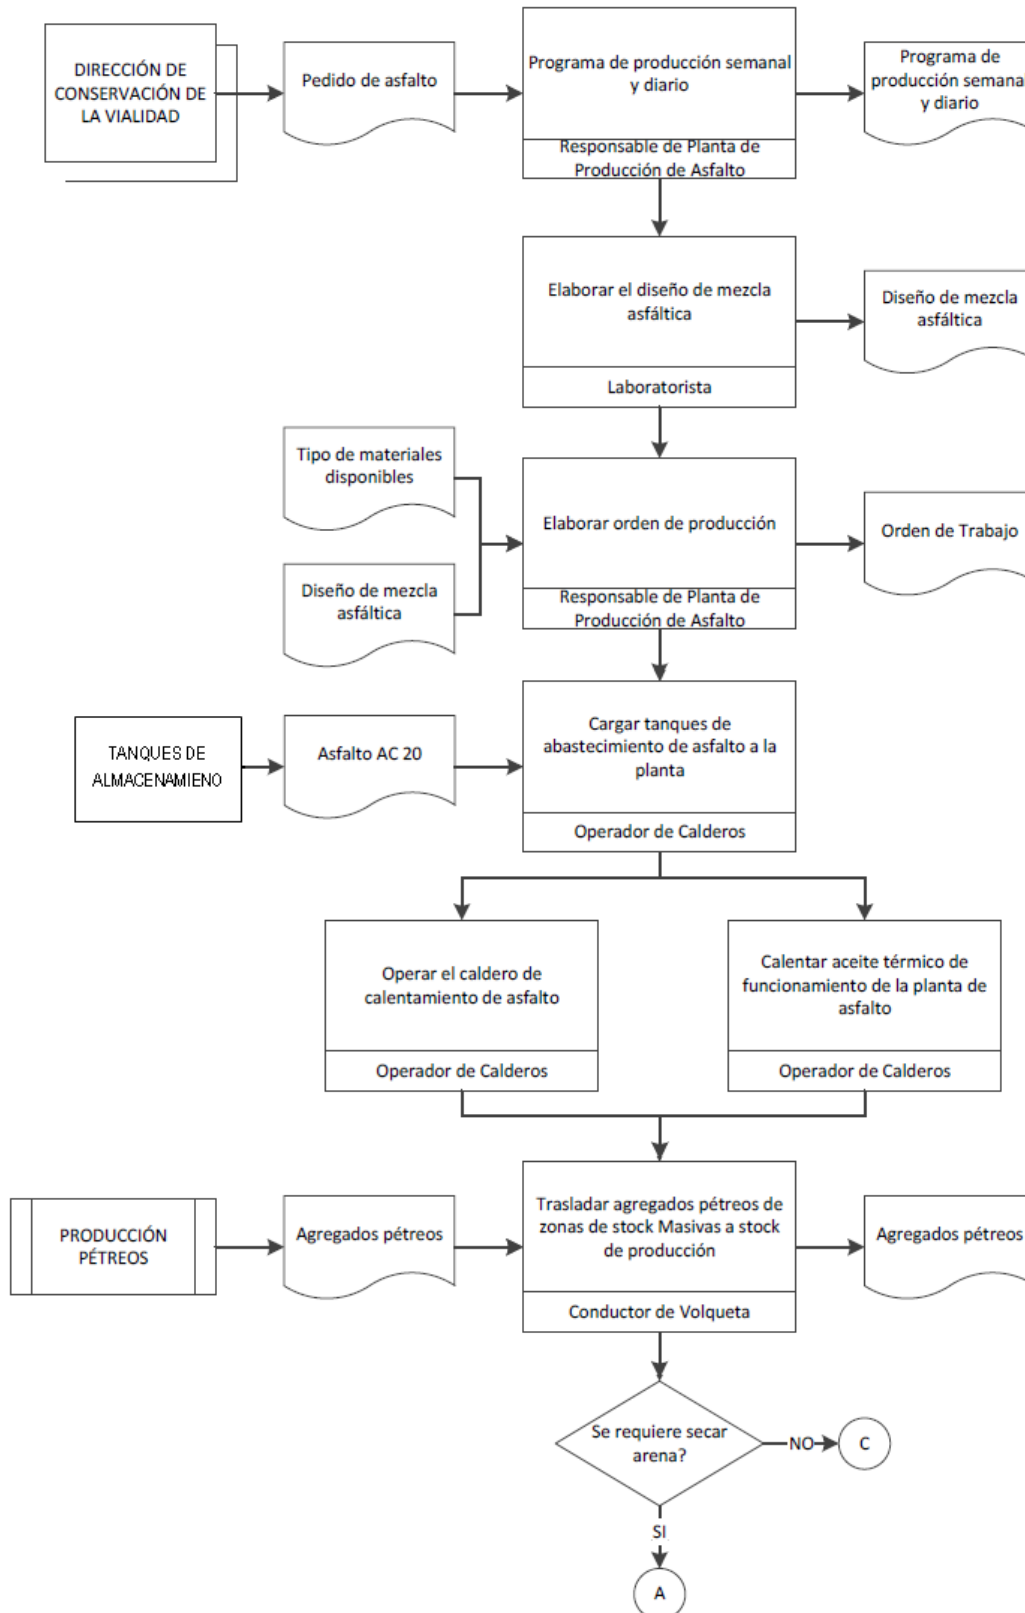 DIRECCIÓN DE
CONSERVACIÓN DE
LA VIALIDAD
Pedido de asfalto
Programa de producción semanal
y diario
Responsable de Planta de
Producción de Asfalto
Programa de
producción semanal
y diario
Elaborar el diseño de mezcla
asfáltica
Laboratorista
Diseño de mezcla
asfáltica
Tipo de materiales
disponibles
Diseño de mezcla
asfáltica
Elaborar orden de producción
Responsable de Planta de
Producción de Asfalto
Orden de Trabajo
TANQUES DE
ALMACENAMIENO
Asfalto AC 20
Cargar tanques de
abastecimiento de asfalto a la
planta
Operador de Calderos
Operar el caldero de
calentamiento de asfalto
Operador de Calderos
Calentar aceite térmico de
funcionamiento de la planta de
asfalto
Operador de Calderos
PRODUCCIÓN
PÉTREOS
Agregados pétreos
Trasladar agregados pétreos de
zonas de stock Masivas a stock
de producción
Conductor de Volqueta
Agregados pétreos
Se requiere secar
arena?
NO
C
SI
A